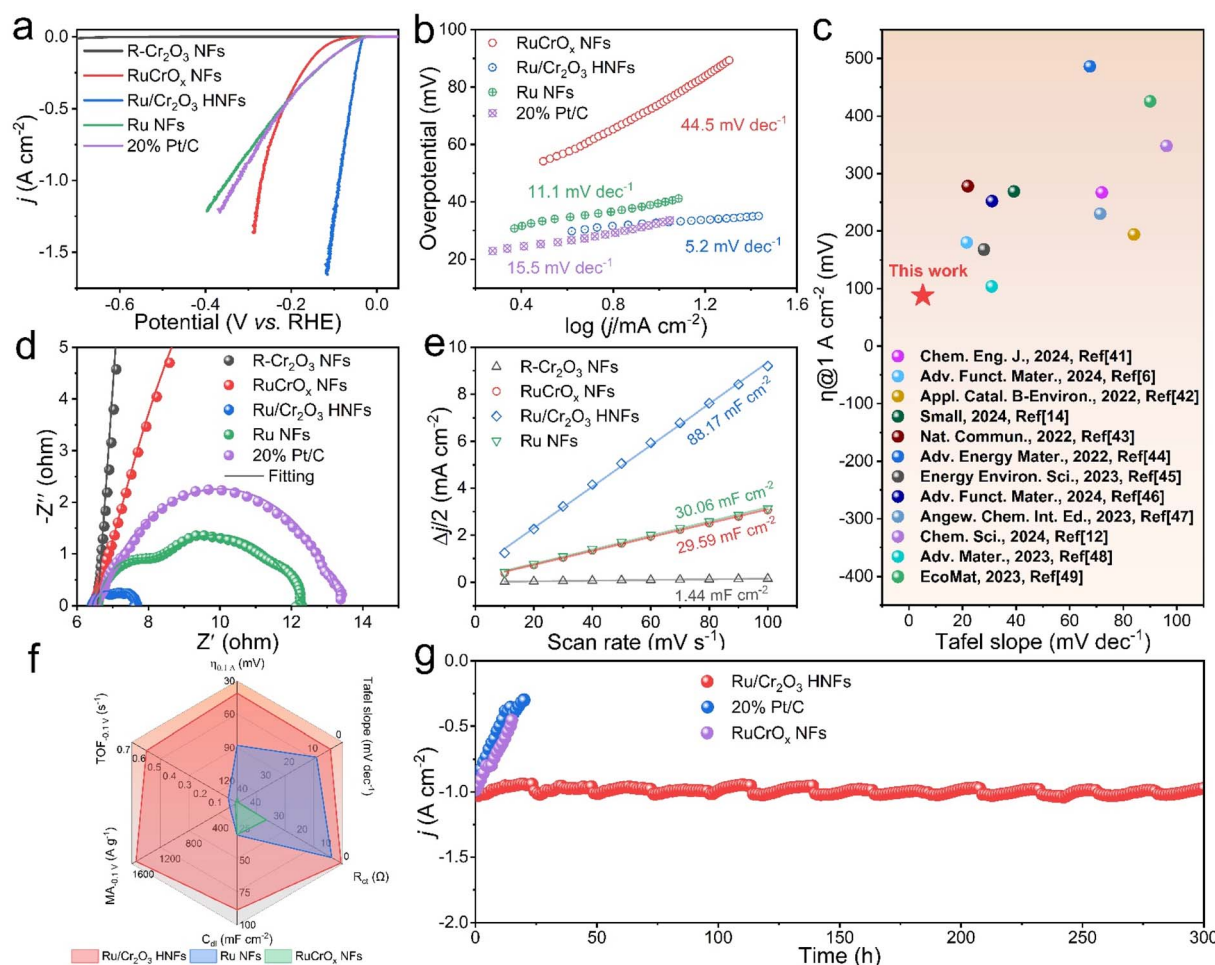 a
0.0
-0.5
-1.0
-1.5
j (A cm⁻²)
R-Cr₂O₃ NFs
RuCrOₓ NFs
Ru/Cr₂O₃ HNFs
Ru NFs
20% Pt/C
-0.6 -0.4 -0.2 0.0
Potential (V vs. RHE)
b
100
80
60
40
20
0
Overpotential (mV)
RuCrOₓ NFs
Ru/Cr₂O₃ HNFs
Ru NFs
20% Pt/C
44.5 mV dec⁻¹
11.1 mV dec⁻¹
5.2 mV dec⁻¹
15.5 mV dec⁻¹
0.4 0.8 1.2 1.6
log (j/mA cm⁻²)
c
500
400
300
200
100
0
-100
-200
-300
-400
η@1 A cm⁻² (mV)
This work
Chem. Eng. J., 2024, Ref[41]
Adv. Funct. Mater., 2024, Ref[6]
Appl. Catal. B-Environ., 2022, Ref[42]
Small, 2024, Ref[14]
Nat. Commun., 2022, Ref[43]
Adv. Energy Mater., 2022, Ref[44]
Energy Environ. Sci., 2023, Ref[45]
Adv. Funct. Mater., 2024, Ref[46]
Angew. Chem. Int. Ed., 2023, Ref[47]
Chem. Sci., 2024, Ref[12]
Adv. Mater., 2023, Ref[48]
EcoMat, 2023, Ref[49]
0 20 40 60 80 100
Tafel slope (mV dec⁻¹)
d
5
4
3
2
1
0
-Z'' (ohm)
R-Cr₂O₃ NFs
RuCrOₓ NFs
Ru/Cr₂O₃ HNFs
Ru NFs
20% Pt/C
Fitting
6 8 10 12 14
Z' (ohm)
e
10
8
6
4
2
0
Δj/2 (mA cm⁻²)
R-Cr₂O₃ NFs
RuCrOₓ NFs
Ru/Cr₂O₃ HNFs
Ru NFs
88.17 mF cm⁻²
30.06 mF cm⁻²
29.59 mF cm⁻²
1.44 mF cm⁻²
0 20 40 60 80 100
Scan rate (mV s⁻¹)
f
η₀.₁ A (mV)
30
60
90
120
Tafel slope (mV dec⁻¹)
0
10
20
30
40
Rct (Ω)
0
10
20
30
40
Cdl (mF cm⁻²)
50
75
100
MA-0.1 V (A g⁻¹)
400
800
1200
1600
TOF-0.1 V (s⁻¹)
0.1
0.2
0.3
0.4
0.5
0.6
0.7
Ru/Cr₂O₃ HNFs
Ru NFs
RuCrOₓ NFs
g
0.0
-0.5
-1.0
-1.5
-2.0
j (A cm⁻²)
Ru/Cr₂O₃ HNFs
20% Pt/C
RuCrOₓ NFs
0 50 100 150 200 250 300
Time (h)